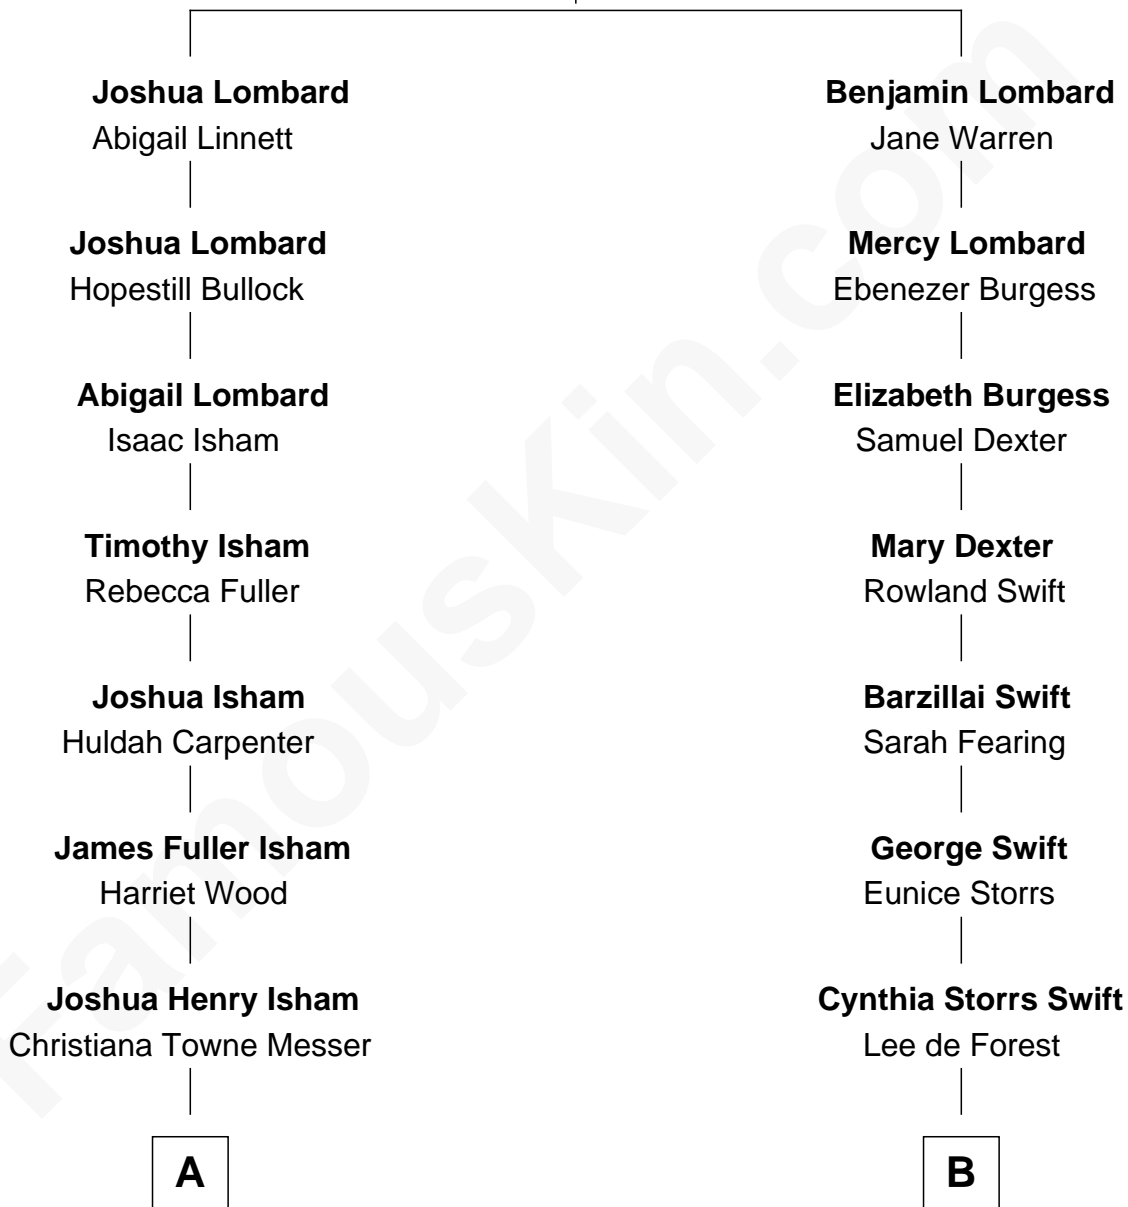 Joshua Lombard
Abigail Linnett
Benjamin Lombard
Jane Warren
Joshua Lombard
Hopestill Bullock
Mercy Lombard
Ebenezer Burgess
Abigail Lombard
Isaac Isham
Elizabeth Burgess
Samuel Dexter
Timothy Isham
Rebecca Fuller
Mary Dexter
Rowland Swift
Joshua Isham
Huldah Carpenter
Barzillai Swift
Sarah Fearing
James Fuller Isham
Harriet Wood
George Swift
Eunice Storrs
Joshua Henry Isham
Christiana Towne Messer
Cynthia Storrs Swift
Lee de Forest
A
B
FamousKin.com